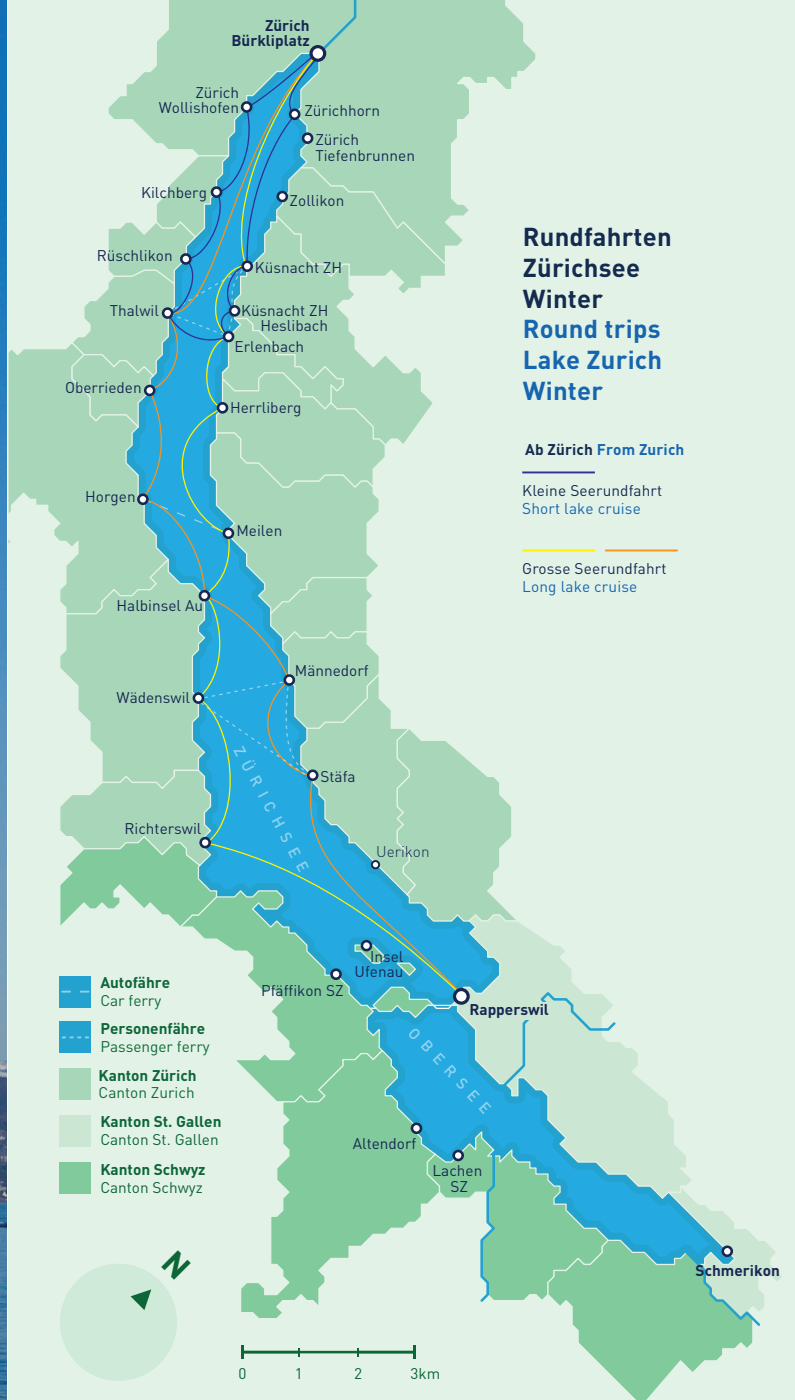 Zürich
Bürkliplatz
Zürich
Wollishofen
Zürichhorn
Zürich
Tiefenbrunnen
Kilchberg
Zollikon
Rüschlikon
Küsnacht ZH
Thalwil
Küsnacht ZH
Heslibach
Erlenbach
Oberrieden
Herrliberg
Horgen
Meilen
Halbinsel Au
Männedorf
Wädenswil
Stäfa
ZÜRICHSEE
Richterswil
Uerikon
Insel
Ufenau
Pfäffikon SZ
Rapperswil
OBERSEE
Altendorf
Lachen
SZ
Schmerikon
Rundfahrten
Zürichsee
Winter
Round trips
Lake Zurich
Winter
Ab Zürich From Zurich
Kleine Seerundfahrt
Short lake cruise
Grosse Seerundfahrt
Long lake cruise
Autofähre
Car ferry
Personenfähre
Passenger ferry
Kanton Zürich
Canton Zurich
Kanton St. Gallen
Canton St. Gallen
Kanton Schwyz
Canton Schwyz
N
0 1 2 3km